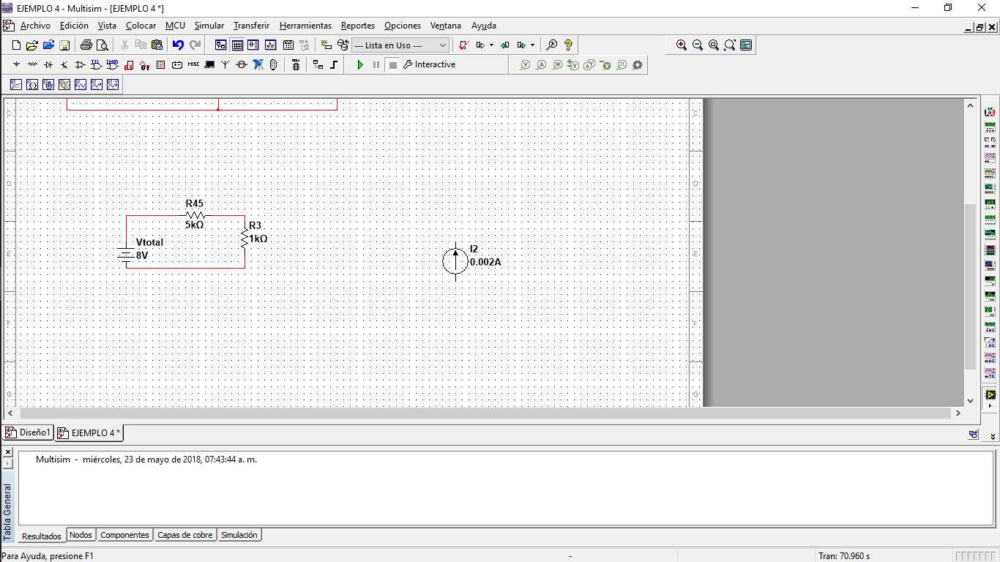 EJEMPLO 4 - Multisim - [EJEMPLO 4 *]
Archivo Edición Vista Colocar MCU Simular Transferir Herramientas Reportes Opciones Ventana Ayuda
--- Lista en Uso ---
MISC Interactive
V A W V AV V
C C
D D
R45
5kΩ
R3
1kΩ
Vtotal
8V
I2
0.002A
E E
F F
G G
Diseño1 EJEMPLO 4 *
Multisim - miércoles, 23 de mayo de 2018, 07:43:44 a. m.
Tabla General
Resultados Nodos Componentes Capas de cobre Simulación
Para Ayuda, presione F1 - Tran: 70.960 s